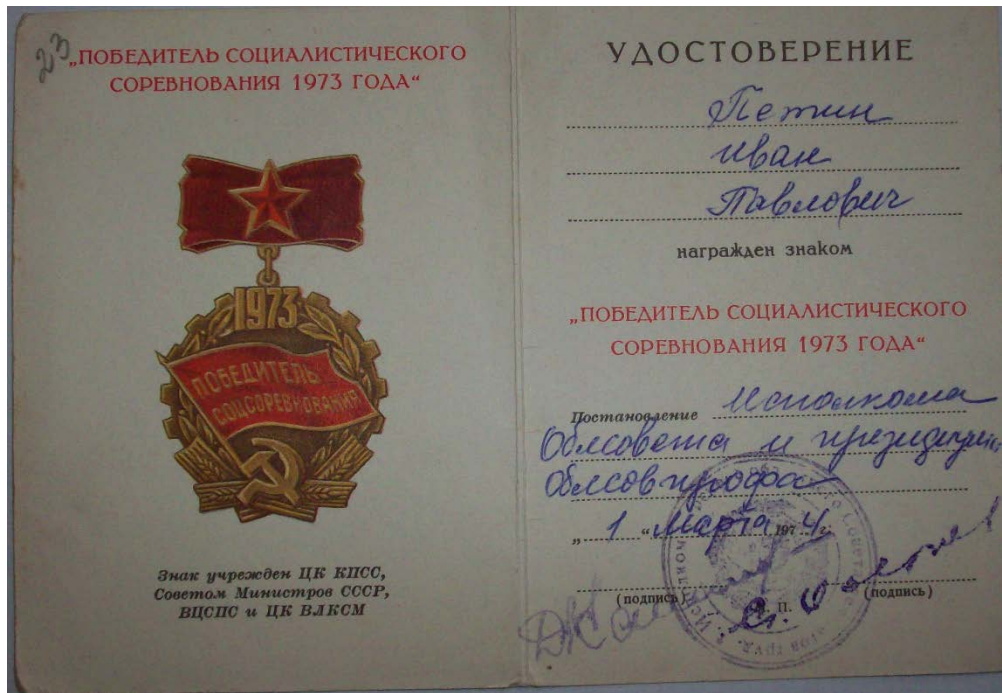 23
„ПОБЕДИТЕЛЬ СОЦИАЛИСТИЧЕСКОГО
СОРЕВНОВАНИЯ 1973 ГОДА“
1973
ПОБЕДИТЕЛЬ
СОЦСОРЕВНОВАНИЯ
Знак учрежден ЦК КПСС,
Советом Министров СССР,
ВЦСПС и ЦК ВЛКСМ
УДОСТОВЕРЕНИЕ
Петин
Иван
Павлович
награжден знаком
„ПОБЕДИТЕЛЬ СОЦИАЛИСТИЧЕСКОГО
СОРЕВНОВАНИЯ 1973 ГОДА“
Постановление Исполкома
Облсовета и президиума
Облсовпрофа
„1“ марта 1974 г.
(подпись) М. П. (подпись)